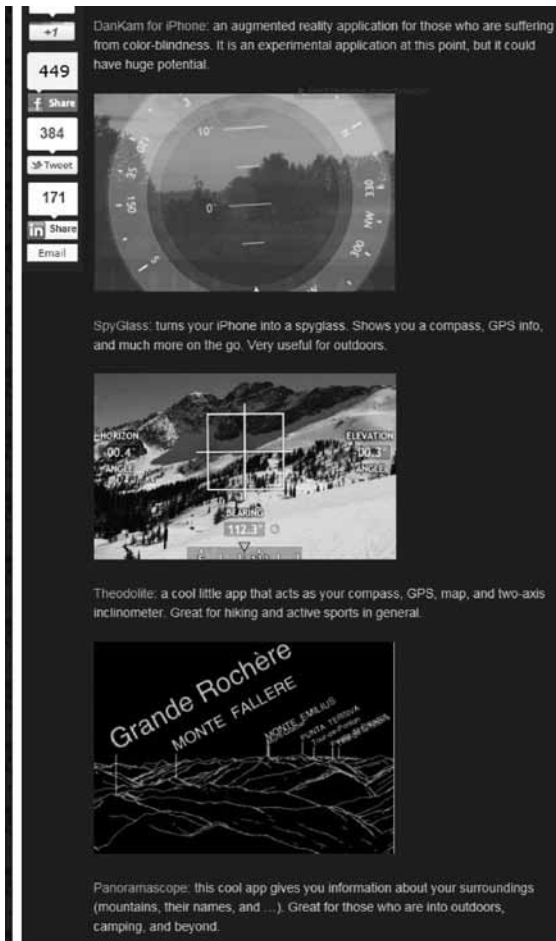 +1
449
f Share
384
Tweet
171
in Share
Email
DanKam for iPhone: an augmented reality application for those who are suffering
from color-blindness. It is an experimental application at this point, but it could
have huge potential.
10°
0°
150
330
NW
300
SpyGlass: turns your iPhone into a spyglass. Shows you a compass, GPS info,
and much more on the go. Very useful for outdoors.
HORIZON
00.4°
ANGLE
ELEVATION
00.3°
ANGLE
BEARING
112.3°
Theodolite: a cool little app that acts as your compass, GPS, map, and two-axis
inclinometer. Great for hiking and active sports in general.
Grande Rochère
MONTE FALLERE
MONTE EMILIUS
PUNTA TERSIVA
Panoramascope: this cool app gives you information about your surroundings
(mountains, their names, and ...). Great for those who are into outdoors,
camping, and beyond.